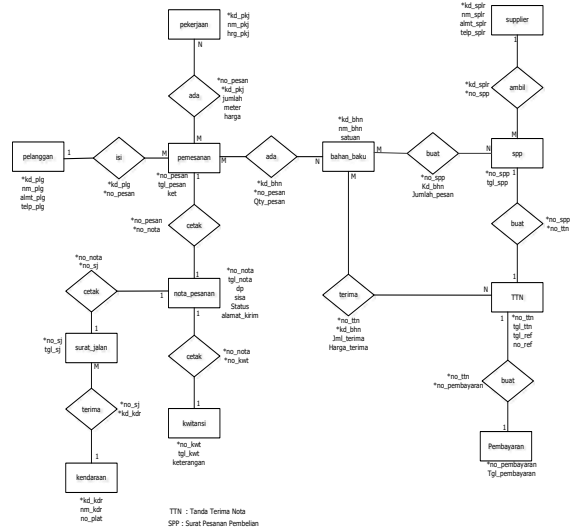 pekerjaan
*kd_pkj
nm_pkj
hrg_pkj
N
ada
*no_pesan
*kd_pkj
jumlah
meter
harga
M
*kd_splr
nm_splr
almt_splr
telp_splr
supplier
1
*kd_splr
*no_spp
ambil
M
pelanggan
1
isi
M
pemesanan
M
ada
N
bahan_baku
*kd_bhn
nm_bhn
satuan
M
buat
N
spp
*kd_plg
nm_plg
almt_plg
telp_plg
*kd_plg
*no_pesan
*no_pesan
tgl_pesan
ket
1
*kd_bhn
*no_pesan
Qty_pesan
M
*no_spp
Kd_bhn
Jumlah_pesan
*no_spp
tgl_spp
1
*no_pesan
*no_nota
cetak
1
buat
*no_spp
*no_ttn
1
*no_nota
*no_sj
cetak
1
nota_pesanan
*no_nota
tgl_nota
dp
sisa
Status
alamat_kirim
1
terima
N
TTN
*no_ttn
*kd_bhn
Jml_terima
Harga_terima
1
*no_ttn
tgl_ttn
tgl_ref
no_ref
1
*no_sj
tgl_sj
surat_jalan
M
cetak
*no_nota
*no_kwt
1
*no_ttn
*no_pembayaran
buat
1
terima
*no_sj
*kd_kdr
1
kwitansi
*no_kwt
tgl_kwt
keterangan
Pembayaran
*no_pembayaran
Tgl_pembayaran
kendaraan
*kd_kdr
nm_kdr
no_plat
TTN : Tanda Terima Nota
SPP : Surat Pesanan Pembelian